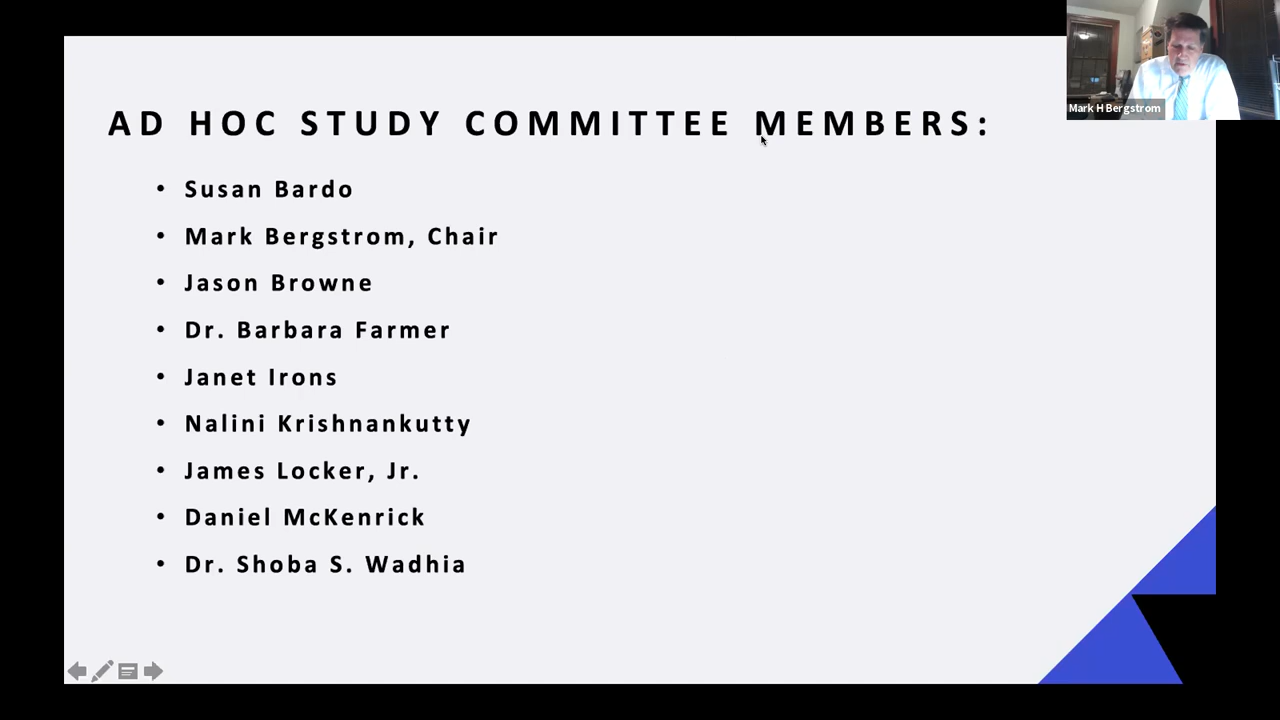 AD HOC STUDY COMMITTEE MEMBERS:
Mark H Bergstrom
• Susan Bardo
• Mark Bergstrom, Chair
• Jason Browne
• Dr. Barbara Farmer
• Janet Irons
• Nalini Krishnankutty
• James Locker, Jr.
• Daniel McKenrick
• Dr. Shoba S. Wadhia